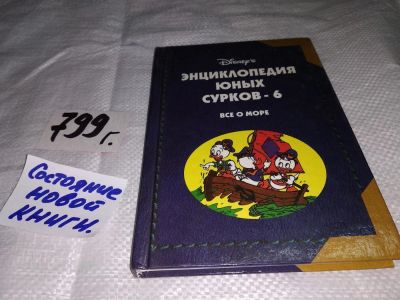 Disney's
ЭНЦИКЛОПЕДИЯ
ЮНЫХ
СУРКОВ - 6
ВСЕ О МОРЕ
799 г.
Состояние
новой
книги.